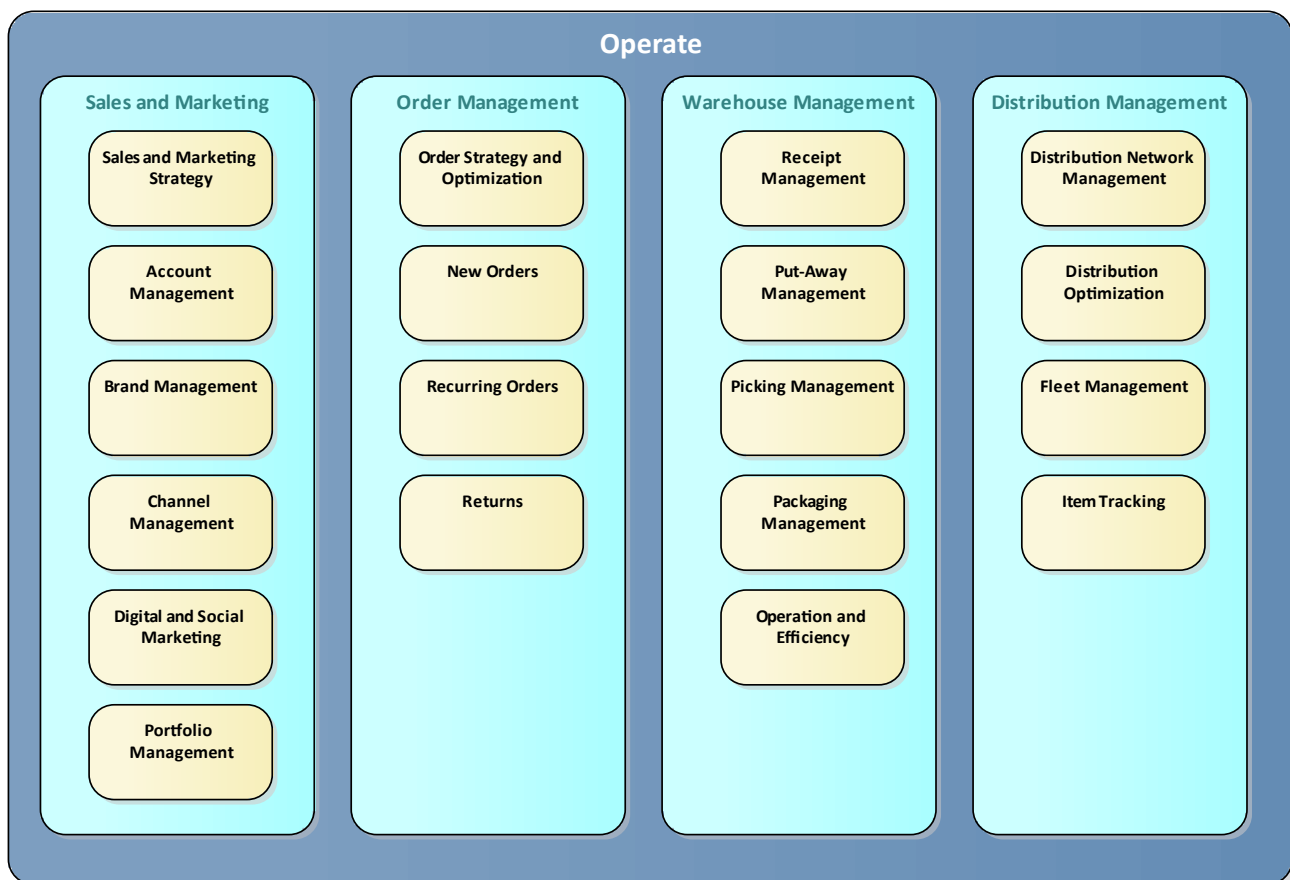 Operate
Sales and Marketing
Sales and Marketing
Strategy
Account
Management
Brand Management
Channel
Management
Digital and Social
Marketing
Portfolio
Management
Order Management
Order Strategy and
Optimization
New Orders
Recurring Orders
Returns
Warehouse Management
Receipt
Management
Put-Away
Management
Picking Management
Packaging
Management
Operation and
Efficiency
Distribution Management
Distribution Network
Management
Distribution
Optimization
Fleet Management
Item Tracking